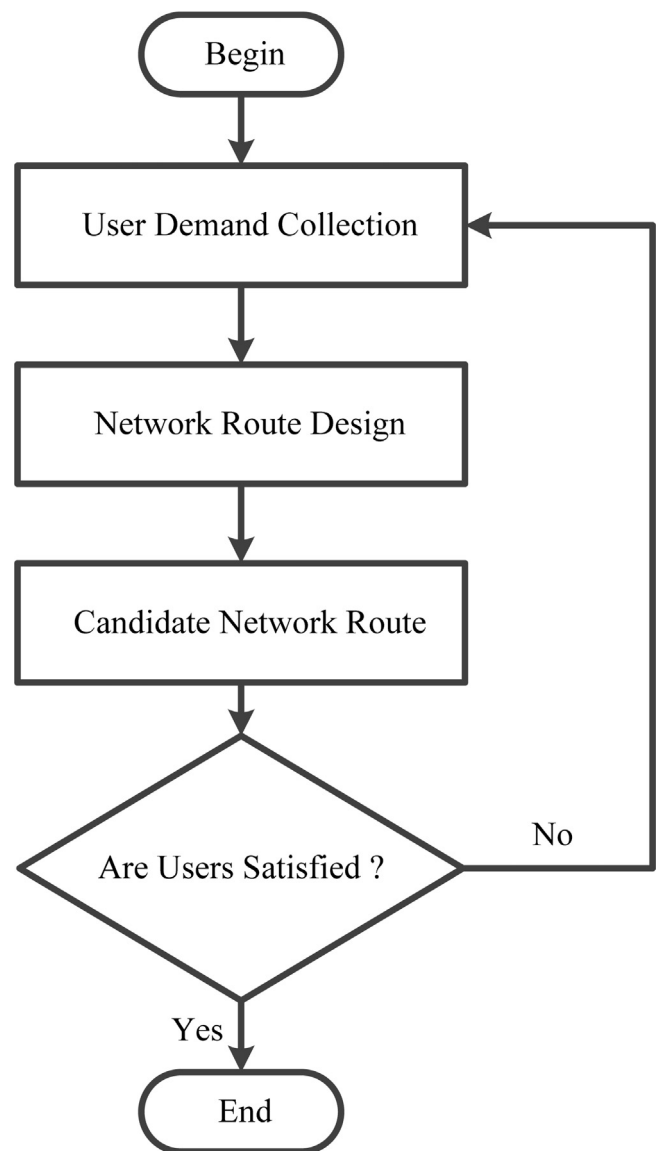 Begin
User Demand Collection
Network Route Design
Candidate Network Route
Are Users Satisfied ?
No
Yes
End